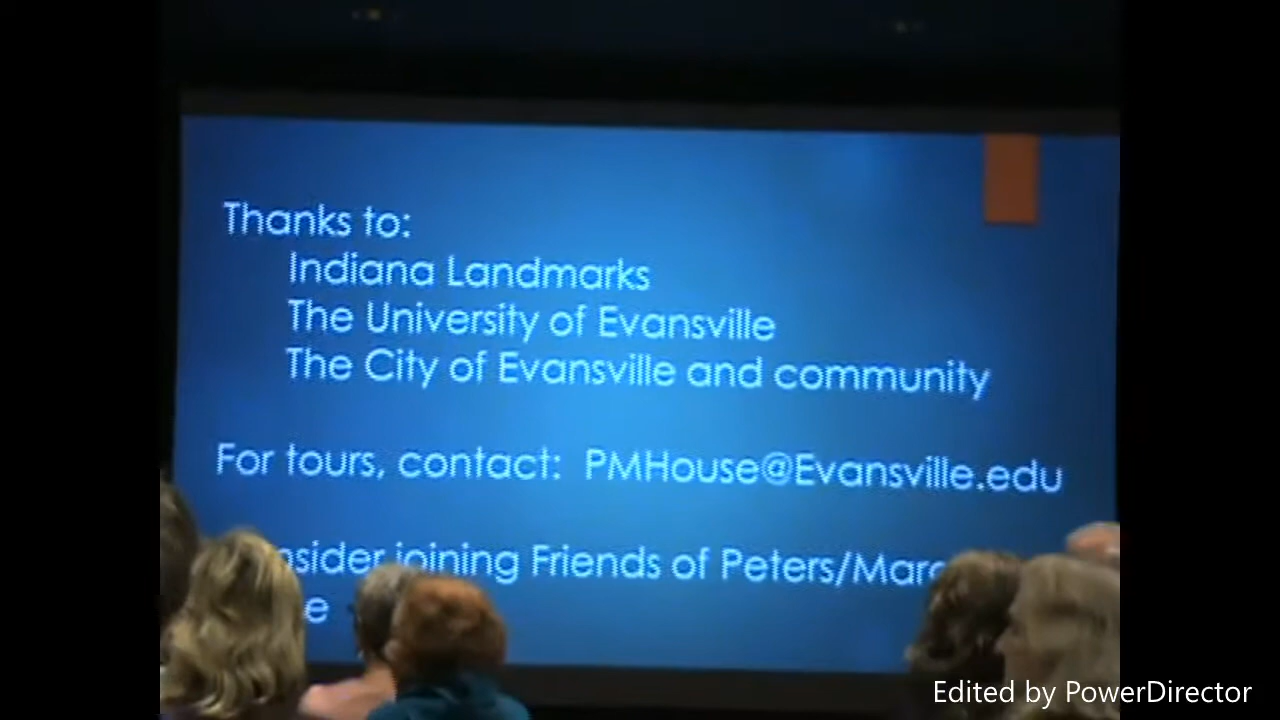 Thanks to:
Indiana Landmarks
The University of Evansville
The City of Evansville and community
For tours, contact: PMHouse@Evansville.edu
joining Friends of
Edited by PowerDirector